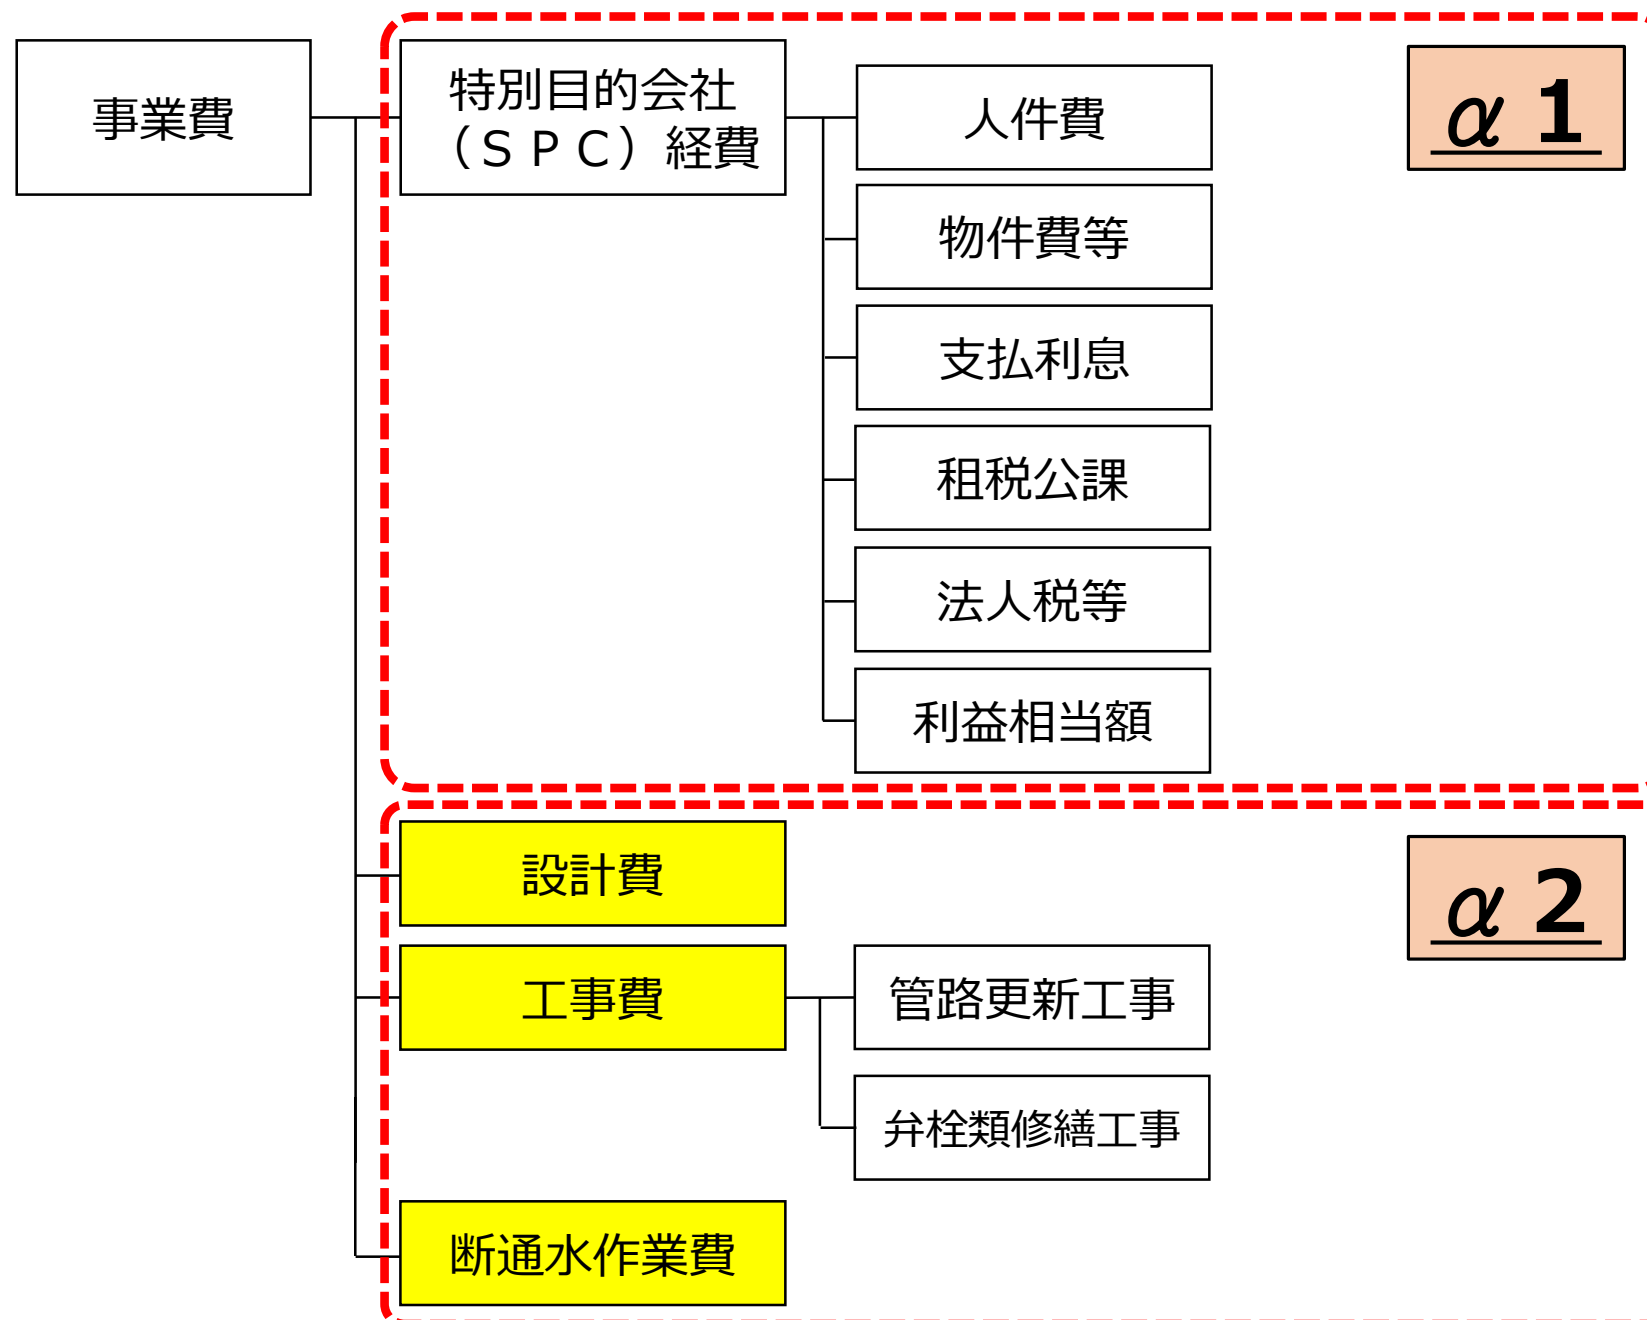 事業費
特別目的会社
（ＳＰＣ）経費
人件費
物件費等
支払利息
租税公課
法人税等
利益相当額
α１
設計費
工事費
管路更新工事
弁栓類修繕工事
断通水作業費
α２